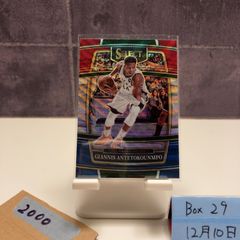 SELECT
GIANNIS ANTETOKOUNMPO
2000
Box 29
12月10日